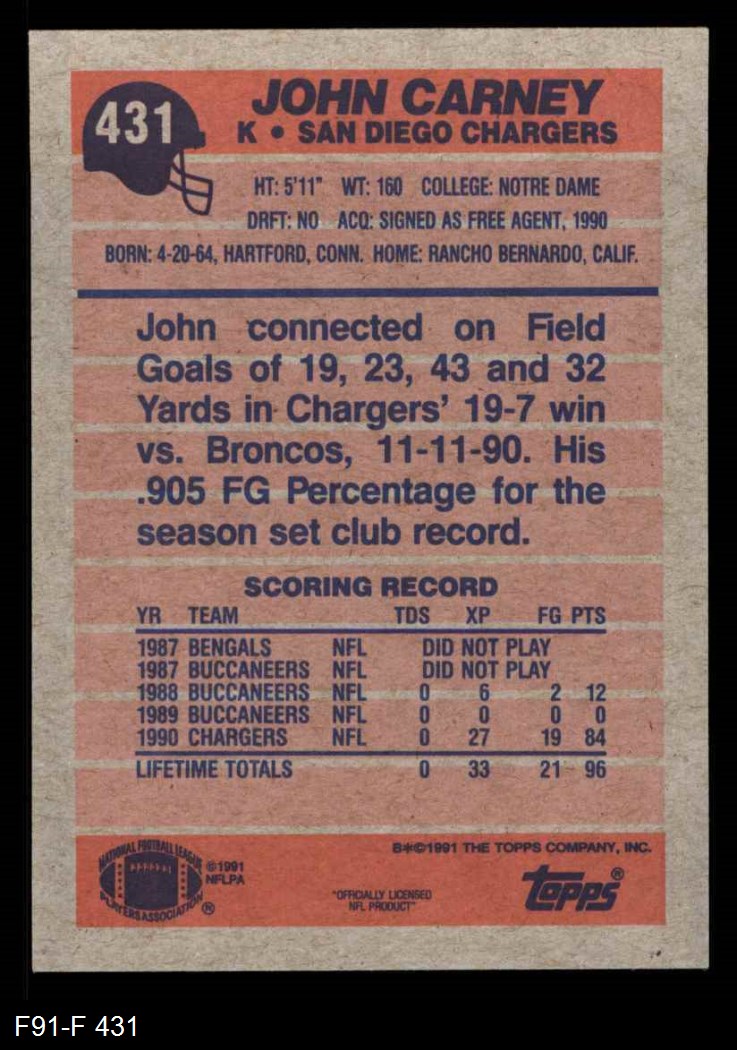 431
JOHN CARNEY
K • SAN DIEGO CHARGERS
HT: 5'11" WT: 160 COLLEGE: NOTRE DAME
DRFT: NO ACQ: SIGNED AS FREE AGENT, 1990
BORN: 4-20-64, HARTFORD, CONN. HOME: RANCHO BERNARDO, CALIF.
John connected on Field
Goals of 19, 23, 43 and 32
Yards in Chargers' 19-7 win
vs. Broncos, 11-11-90. His
.905 FG Percentage for the
season set club record.
SCORING RECORD
YR TEAM TDS XP FG PTS
1987 BENGALS NFL DID NOT PLAY
1987 BUCCANEERS NFL DID NOT PLAY
1988 BUCCANEERS NFL 0 6 2 12
1989 BUCCANEERS NFL 0 0 0 0
1990 CHARGERS NFL 0 27 19 84
LIFETIME TOTALS 0 33 21 96
NATIONAL FOOTBALL LEAGUE
PLAYERS ASSOCIATION ®
©1991
NFLPA
"OFFICIALLY LICENSED
NFL PRODUCT"
B*©1991 THE TOPPS COMPANY, INC.
topps®
F91-F 431